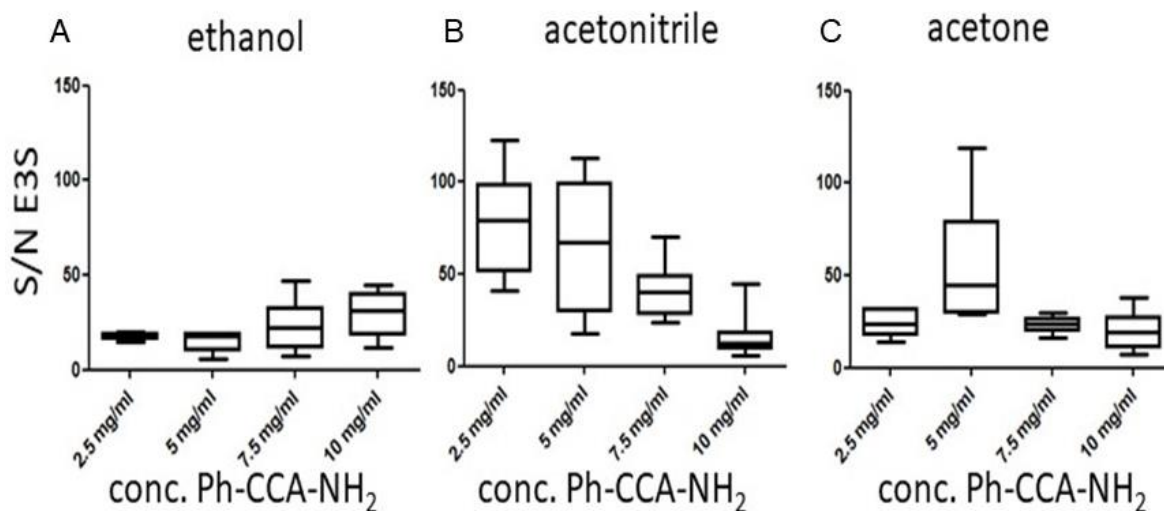 A
ethanol
B
acetonitrile
C
acetone
S/N E3S
150
100
50
0
2.5 mg/ml
5 mg/ml
7.5 mg/ml
10 mg/ml
conc. Ph-CCA-NH₂
150
100
50
0
2.5 mg/ml
5 mg/ml
7.5 mg/ml
10 mg/ml
conc. Ph-CCA-NH₂
150
100
50
0
2.5 mg/ml
5 mg/ml
7.5 mg/ml
10 mg/ml
conc. Ph-CCA-NH₂